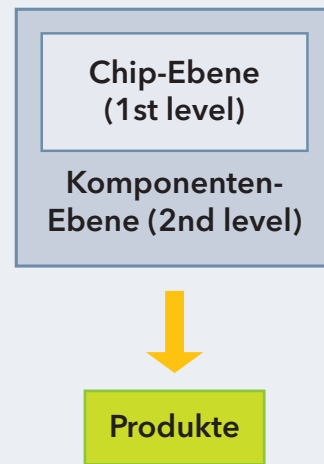 Chip-Ebene
(1st level)
Komponenten-
Ebene (2nd level)
Produkte